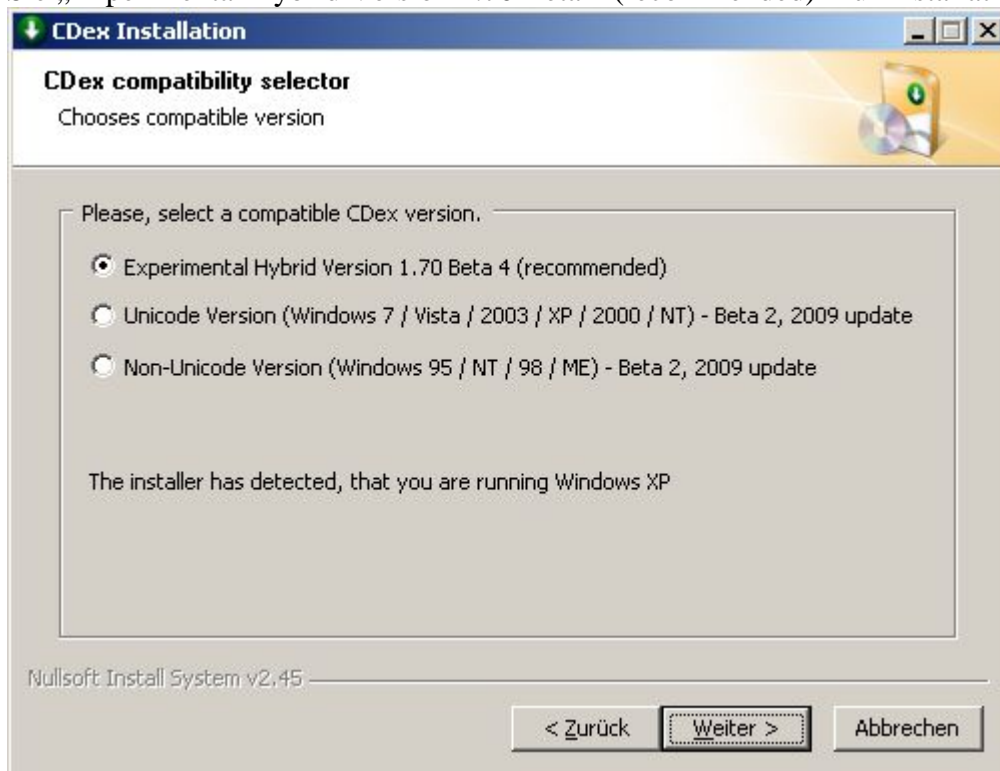 CDex Installation
CDex compatibility selector
Chooses compatible version
Please, select a compatible CDex version.
Experimental Hybrid Version 1.70 Beta 4 (recommended)
Unicode Version (Windows 7 / Vista / 2003 / XP / 2000 / NT) - Beta 2, 2009 update
Non-Unicode Version (Windows 95 / NT / 98 / ME) - Beta 2, 2009 update
The installer has detected, that you are running Windows XP
Nullsoft Install System v2.45
< Zurück Weiter > Abbrechen